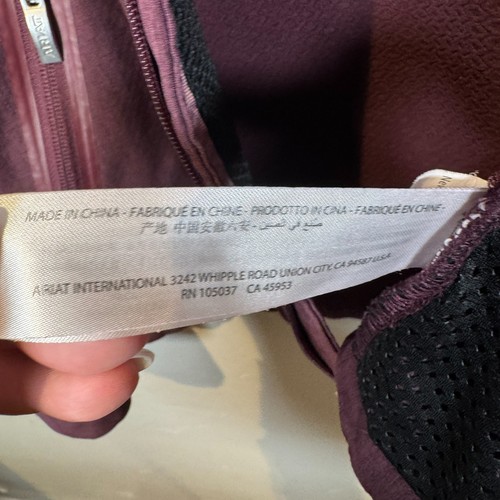 ARIAT
MADE IN CHINA - FABRIQUÉ EN CHINE - PRODOTTO IN CINA - FABRIQUÉ EN CHINE -
产地 中国安徽六安 - صنع في الصين
ARIAT INTERNATIONAL 3242 WHIPPLE ROAD UNION CITY, CA 94587 U.S.A.
RN 105037 CA 45953